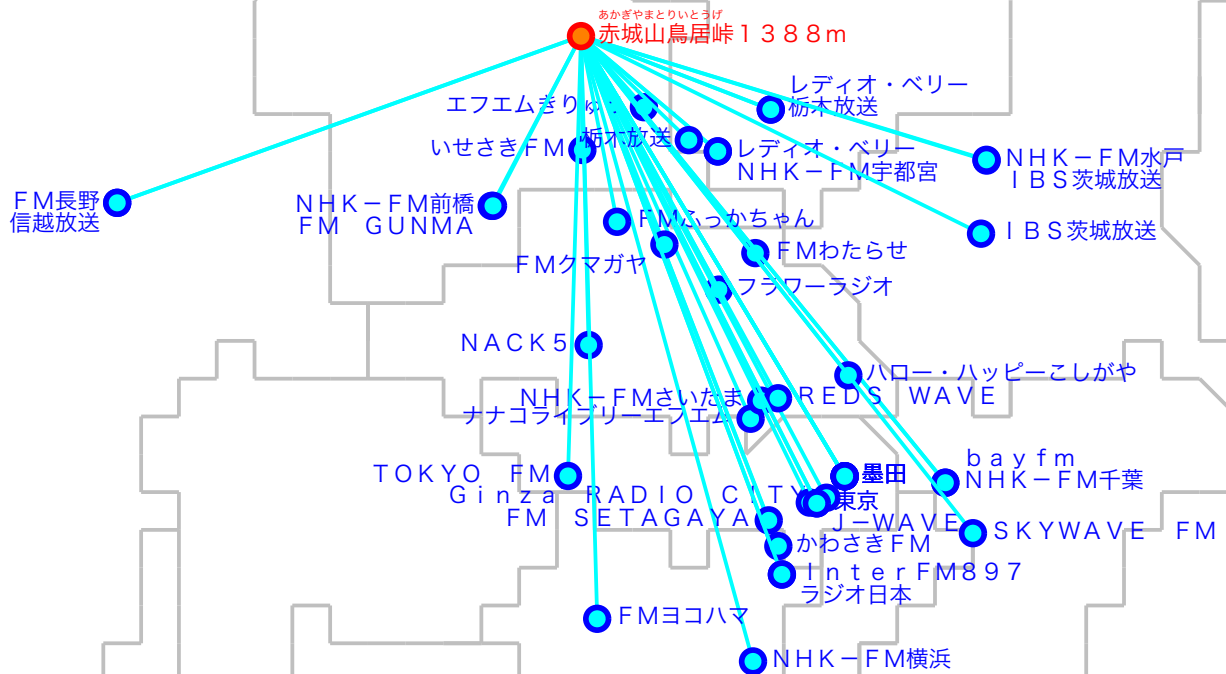 あかぎやまとりいとうげ
赤城山鳥居峠１３８８ｍ
レディオ・ベリー
栃木放送
エフエムきりゅう
いせさきＦＭ
栃木放送
レディオ・ベリー
ＮＨＫ－ＦＭ宇都宮
ＮＨＫ－ＦＭ水戸
ＩＢＳ茨城放送
ＦＭ長野
信越放送
ＮＨＫ－ＦＭ前橋
ＦＭ　ＧＵＮＭＡ
ＦＭふっかちゃん
ＩＢＳ茨城放送
ＦＭクマガヤ
ＦＭわたらせ
フラワーラジオ
ＮＡＣＫ５
ハロー・ハッピーこしがや
ＮＨＫ－ＦＭさいたま
ＲＥＤＳ　ＷＡＶＥ
ナナコライブリーエフエム
ＴＯＫＹＯ　ＦＭ
墨田
ｂａｙｆｍ
ＮＨＫ－ＦＭ千葉
Ｇｉｎｚａ　ＲＡＤＩＯ　ＣＩＴＹ
東京
ＦＭ　ＳＥＴＡＧＡＹＡ
Ｊ－ＷＡＶＥ
ＳＫＹＷＡＶＥ　ＦＭ
かわさきＦＭ
ＩｎｔｅｒＦＭ８９７
ラジオ日本
ＦＭヨコハマ
ＮＨＫ－ＦＭ横浜